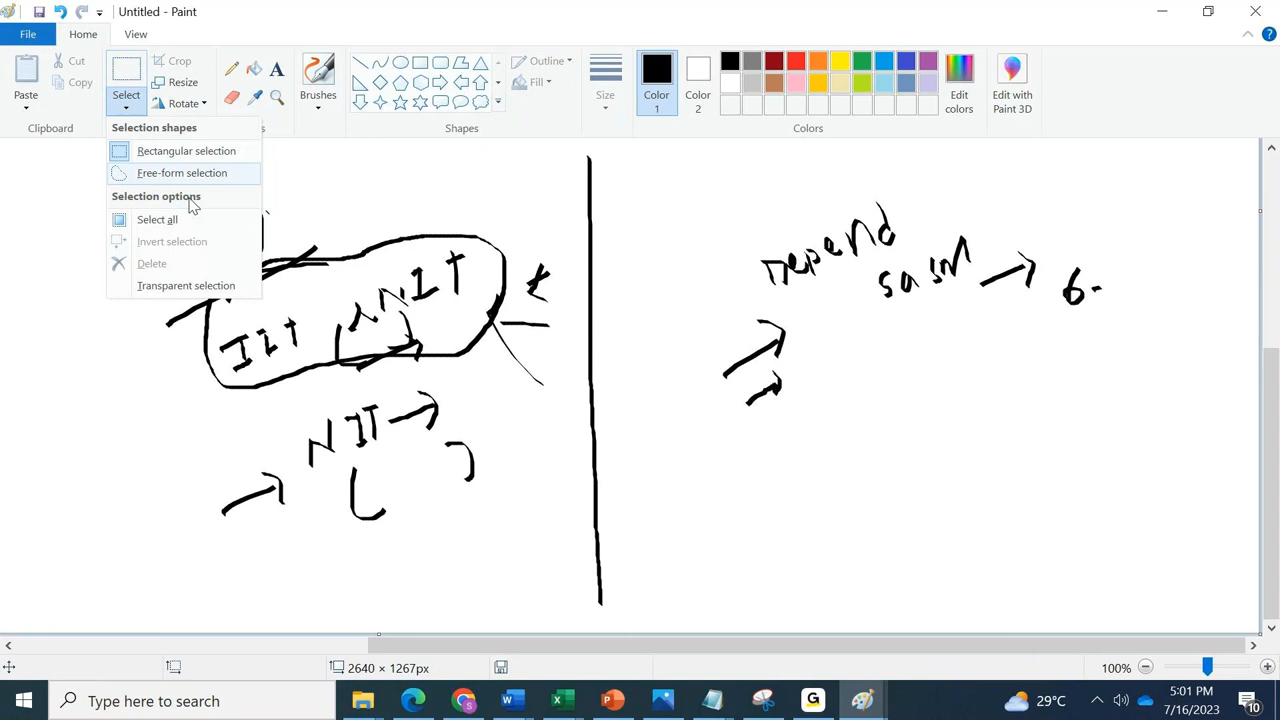 Untitled - Paint
File
Home
View
Paste
Cut
Copy
Clipboard
Select
Crop
Resize
Rotate
Brushes
Outline
Fill
Shapes
Size
Color 1
Color 2
Edit colors
Colors
Edit with Paint 3D
Selection shapes
Rectangular selection
Free-form selection
Selection options
Select all
Invert selection
Delete
Transparent selection
IIT
NIT
NIT
2640 × 1267px
100%
Type here to search
29°C
5:01 PM
7/16/2023
10